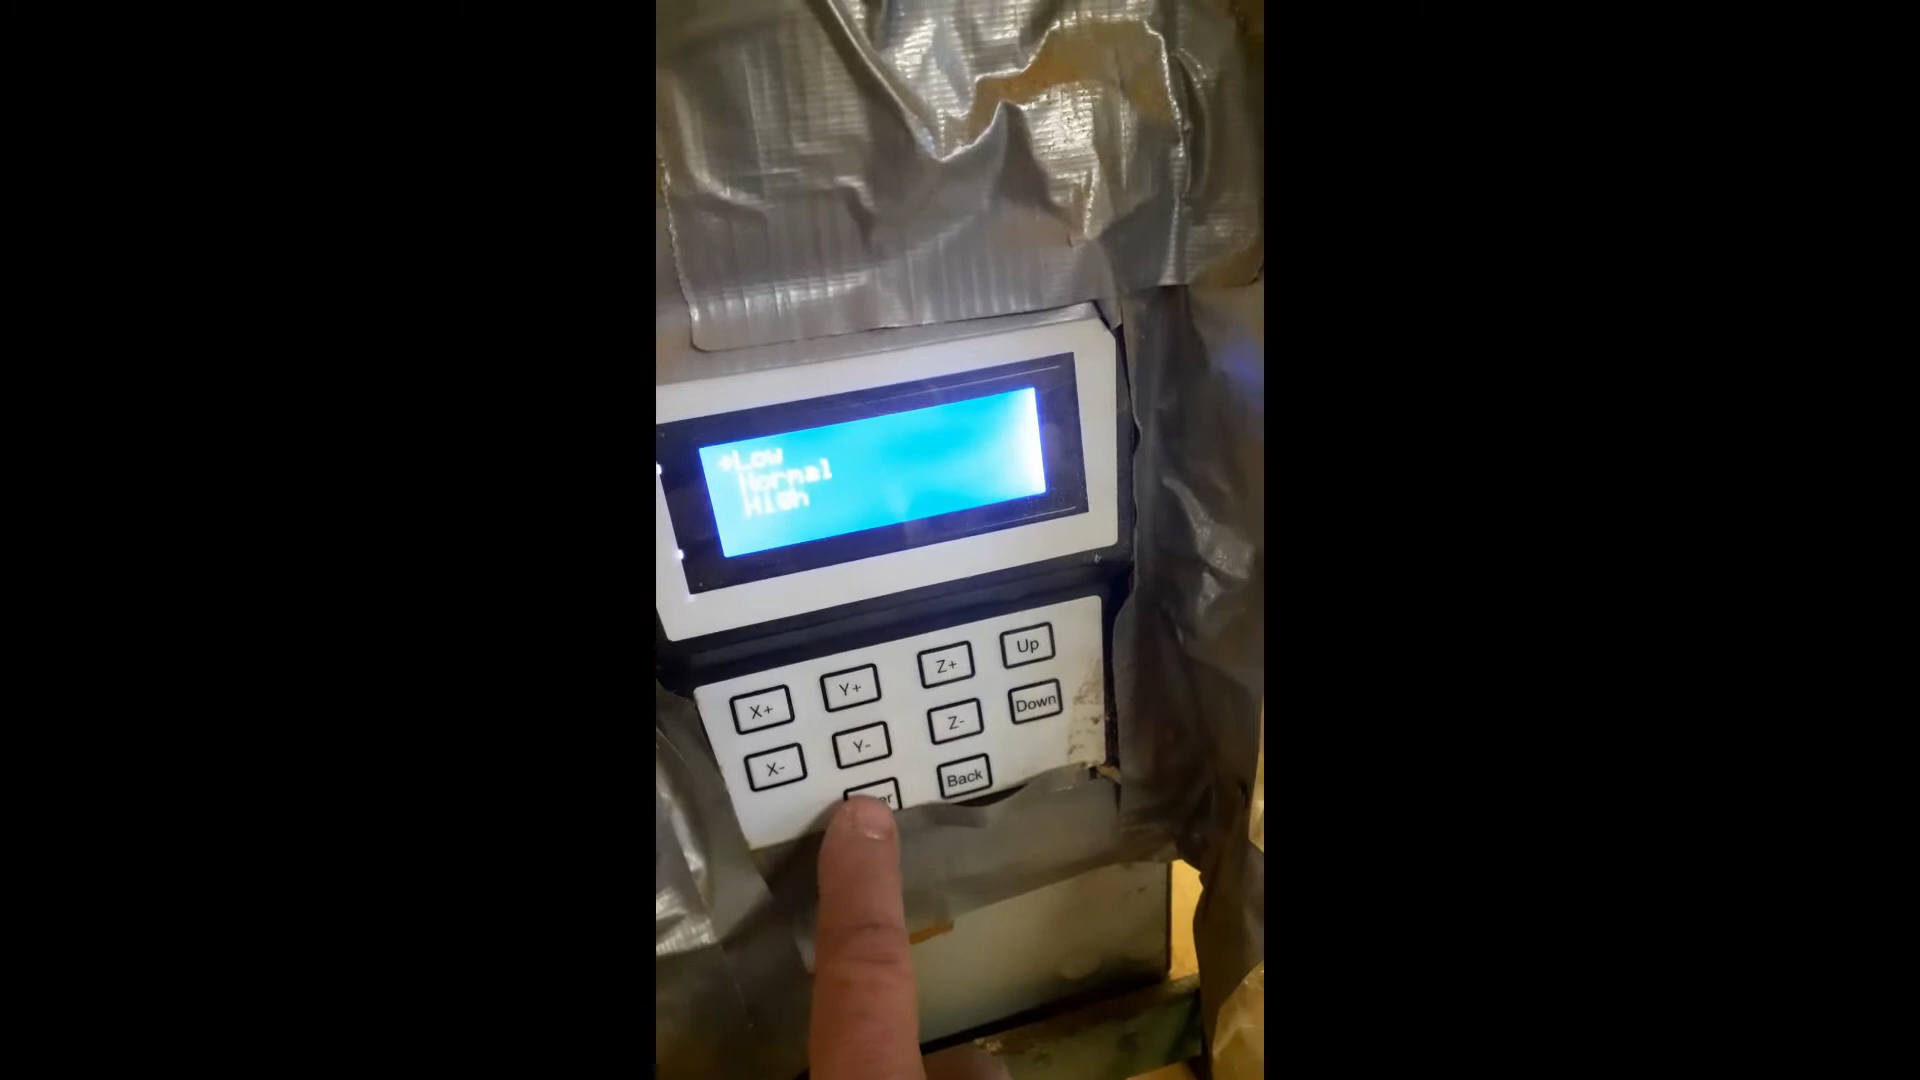 →Low
Normal
High
X+ Y+ Z+ Up
X- Y- Z- Down
Back